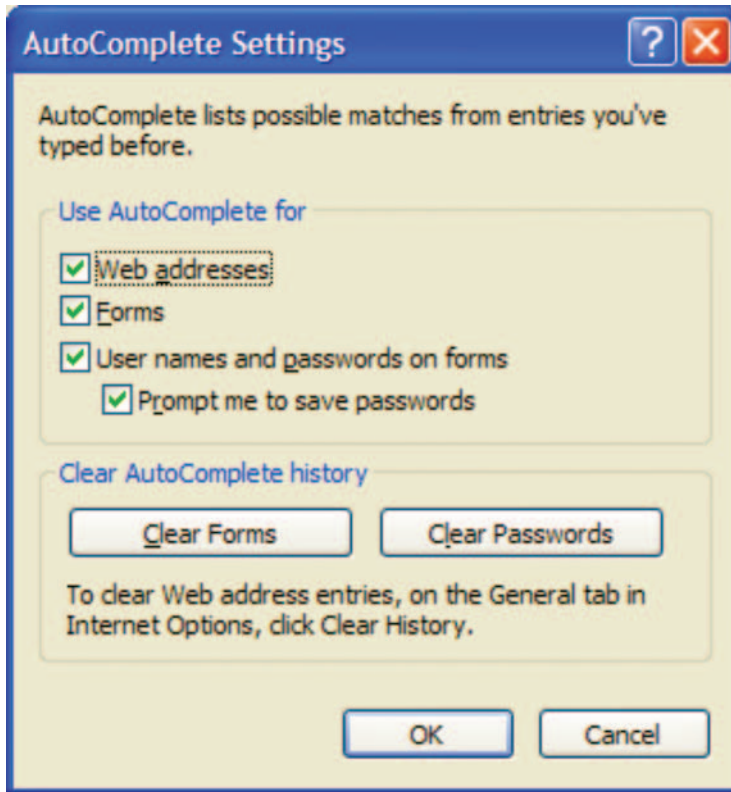 AutoComplete Settings
?
AutoComplete lists possible matches from entries you've
typed before.
Use AutoComplete for
Web addresses
Forms
User names and passwords on forms
Prompt me to save passwords
Clear AutoComplete history
Clear Forms Clear Passwords
To clear Web address entries, on the General tab in
Internet Options, click Clear History.
OK Cancel